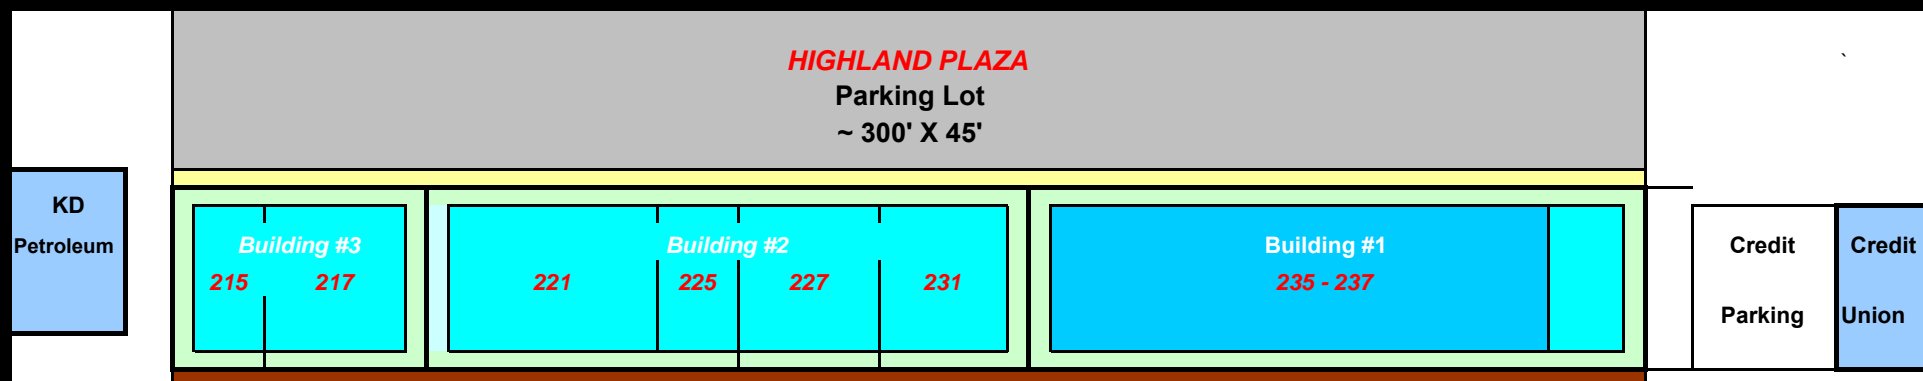 HIGHLAND PLAZA
Parking Lot
~ 300' X 45'
`
KD
Petroleum
Building #3
215 217
Building #2
221 225 227 231
Building #1
235 - 237
Credit
Parking
Credit
Union